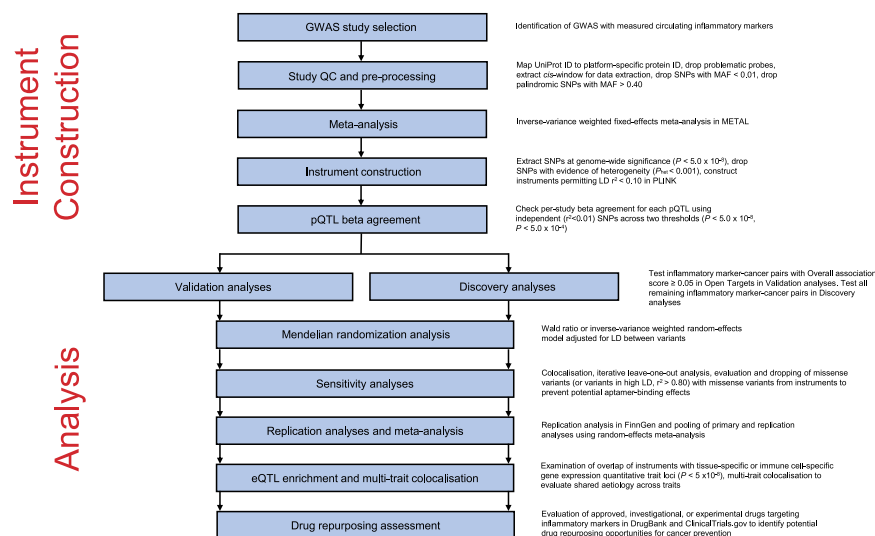 Instrument
Construction
GWAS study selection
Identification of GWAS with measured circulating inflammatory markers
Study QC and pre-processing
Map UniProt ID to platform-specific protein ID, drop problematic probes,
extract cis-window for data extraction, drop SNPs with MAF < 0.01, drop
palindromic SNPs with MAF > 0.40
Meta-analysis
Inverse-variance weighted fixed-effects meta-analysis in METAL
Instrument construction
Extract SNPs at genome-wide significance (P < 5.0 x 10⁻⁸), drop
SNPs with evidence of heterogeneity (Phet < 0.001), construct
instruments permitting LD r² < 0.10 in PLINK
pQTL beta agreement
Check per-study beta agreement for each pQTL using
independent (r²<0.01) SNPs across two thresholds (P < 5.0 x 10⁻⁸,
P < 5.0 x 10⁻⁴)
Analysis
Validation analyses
Discovery analyses
Test inflammatory marker-cancer pairs with Overall association
score ≥ 0.05 in Open Targets in Validation analyses. Test all
remaining inflammatory marker-cancer pairs in Discovery
analyses
Mendelian randomization analysis
Wald ratio or inverse-variance weighted random-effects
model adjusted for LD between variants
Sensitivity analyses
Colocalisation, iterative leave-one-out analysis, evaluation and dropping of missense
variants (or variants in high LD, r² > 0.80) with missense variants from instruments to
prevent potential aptamer-binding effects
Replication analyses and meta-analysis
Replication analysis in FinnGen and pooling of primary and replication
analyses using random-effects meta-analysis
eQTL enrichment and multi-trait colocalisation
Examination of overlap of instruments with tissue-specific or immune cell-specific
gene expression quantitative trait loci (P < 5 x10⁻⁸), multi-trait colocalisation to
evaluate shared aetiology across traits
Drug repurposing assessment
Evaluation of approved, investigational, or experimental drugs targeting
inflammatory markers in DrugBank and ClinicalTrials.gov to identify potential
drug repurposing opportunities for cancer prevention